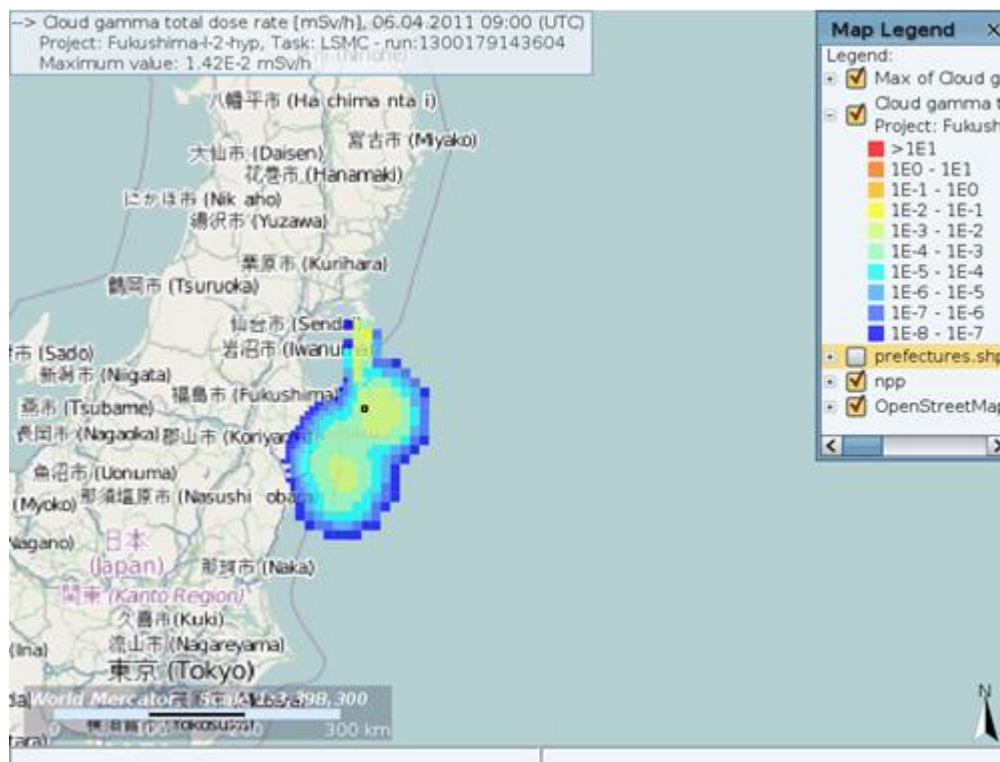 --> Cloud gamma total dose rate [mSv/h], 06.04.2011 09:00 (UTC)
Project: Fukushima-I-2-hyp, Task: LSMC - run:1300179143604
Maximum value: 1.42E-2 mSv/h
Map Legend
Legend:
Max of Cloud g
Cloud gamma t
Project: Fukush
>1E1
1E0 - 1E1
1E-1 - 1E0
1E-2 - 1E-1
1E-3 - 1E-2
1E-4 - 1E-3
1E-5 - 1E-4
1E-6 - 1E-5
1E-7 - 1E-6
1E-8 - 1E-7
prefectures.shp
npp
OpenStreetMap
八幡平市 (Ha chima nta i)
宮古市 (Miyako)
大仙市 (Daisen)
花巻市 (Hanamaki)
にかほ市 (Nik aho)
湯沢市 (Yuzawa)
栗原市 (Kurihara)
鶴岡市 (Tsuruoka)
仙台市 (Sendai
岩沼市 (Iwanuma
市 (Sado)
新潟市 (Niigata)
福島市 (Fukushima)
燕市 (Tsubame)
長岡市 (Nagaoka)
郡山市 (Koriya
魚沼市 (Uonuma)
(Myoko)
那須塩原市 (Nasushi oba
Nagano)
日本
(Japan)
那珂市 (Naka)
関東 (Kanto Region)
久喜市 (Kuki)
(Ina)
流山市 (Nagareyama)
東京 (Tokyo)
World Mercator
398,300
0
100
200
300 km
N